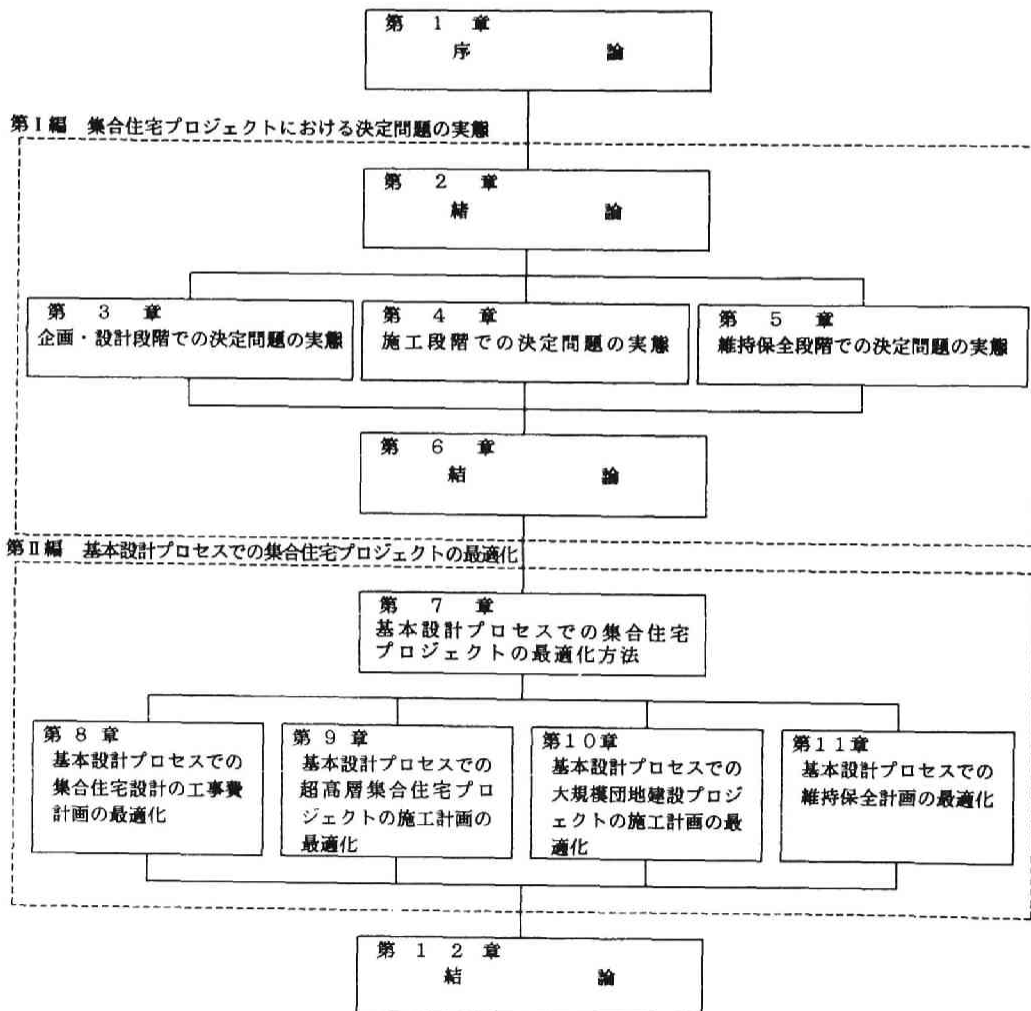 第 1 章
序 論
第Ⅰ編 集合住宅プロジェクトにおける決定問題の実態
第 2 章
緒 論
第 3 章
企画・設計段階での決定問題の実態
第 4 章
施工段階での決定問題の実態
第 5 章
維持保全段階での決定問題の実態
第 6 章
結 論
第Ⅱ編 基本設計プロセスでの集合住宅プロジェクトの最適化
第 7 章
基本設計プロセスでの集合住宅
プロジェクトの最適化方法
第 8 章
基本設計プロセスでの
集合住宅設計の工事費
計画の最適化
第 9 章
基本設計プロセスでの
超高層集合住宅プロ
ジェクトの施工計画の
最適化
第10章
基本設計プロセスでの
大規模団地建設プロジ
ェクトの施工計画の最
適化
第11章
基本設計プロセスでの
維持保全計画の最適化
第 1 2 章
結 論